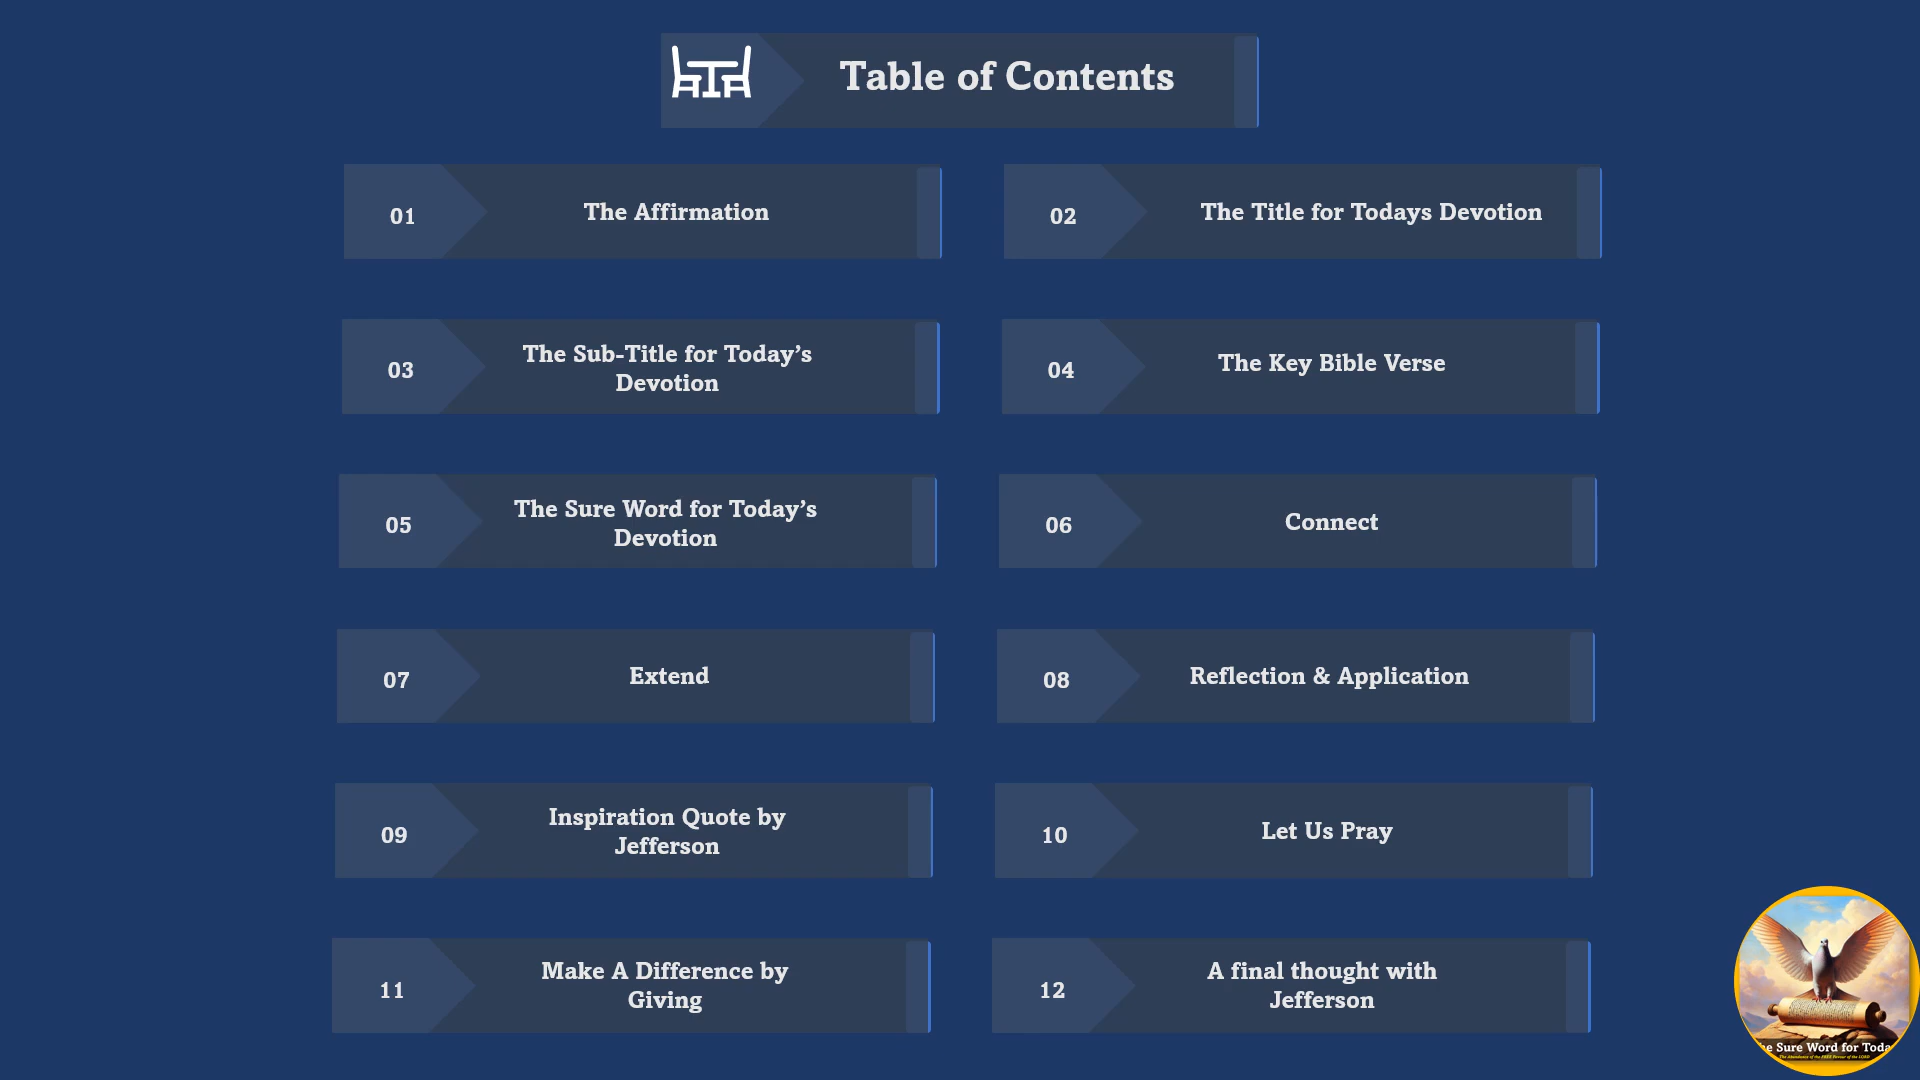 Table of Contents
01
The Affirmation
02
The Title for Todays Devotion
03
The Sub-Title for Today’s
Devotion
04
The Key Bible Verse
05
The Sure Word for Today’s
Devotion
06
Connect
07
Extend
08
Reflection & Application
09
Inspiration Quote by
Jefferson
10
Let Us Pray
11
Make A Difference by
Giving
12
A final thought with
Jefferson
Sure Word for